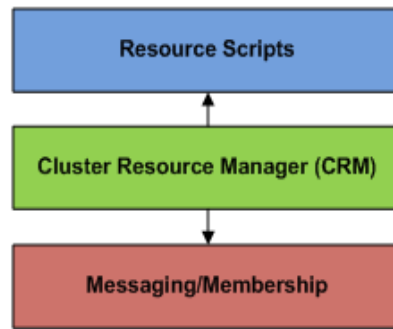 Resource Scripts
Cluster Resource Manager (CRM)
Messaging/Membership